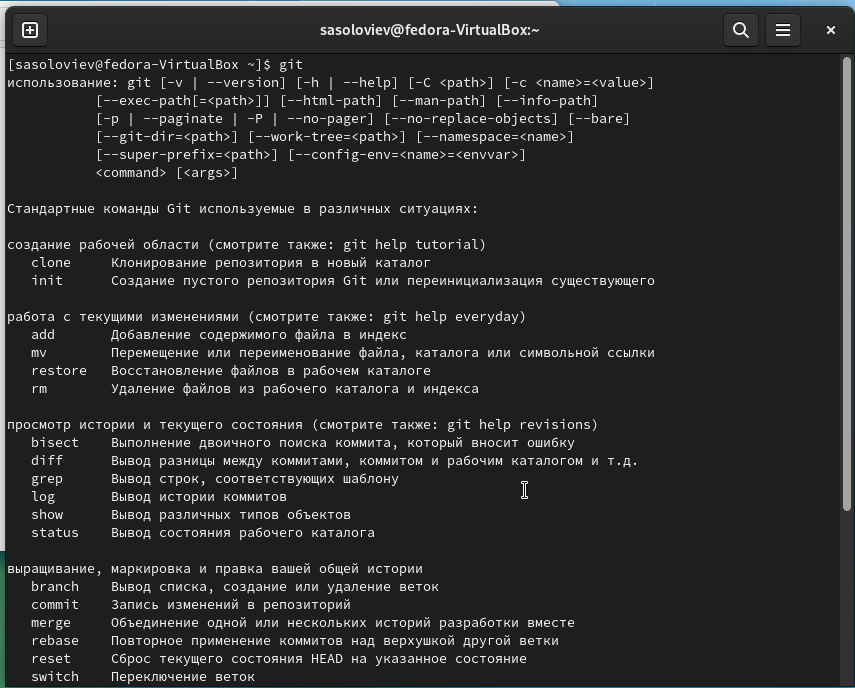 sasoloviev@fedora-VirtualBox:~
[sasoloviev@fedora-VirtualBox ~]$ git
использование: git [-v | --version] [-h | --help] [-C <path>] [-c <name>=<value>]
           [--exec-path[=<path>]] [--html-path] [--man-path] [--info-path]
           [-p | --paginate | -P | --no-pager] [--no-replace-objects] [--bare]
           [--git-dir=<path>] [--work-tree=<path>] [--namespace=<name>]
           [--super-prefix=<path>] [--config-env=<name>=<envvar>]
           <command> [<args>]
Стандартные команды Git используемые в различных ситуациях:
создание рабочей области (смотрите также: git help tutorial)
   clone     Клонирование репозитория в новый каталог
   init      Создание пустого репозитория Git или переинициализация существующего
работа с текущими изменениями (смотрите также: git help everyday)
   add       Добавление содержимого файла в индекс
   mv        Перемещение или переименование файла, каталога или символьной ссылки
   restore   Восстановление файлов в рабочем каталоге
   rm        Удаление файлов из рабочего каталога и индекса
просмотр истории и текущего состояния (смотрите также: git help revisions)
   bisect    Выполнение двоичного поиска коммита, который вносит ошибку
   diff      Вывод разницы между коммитами, коммитом и рабочим каталогом и т.д.
   grep      Вывод строк, соответствующих шаблону
   log       Вывод истории коммитов
   show      Вывод различных типов объектов
   status    Вывод состояния рабочего каталога
выращивание, маркировка и правка вашей общей истории
   branch    Вывод списка, создание или удаление веток
   commit    Запись изменений в репозиторий
   merge     Объединение одной или нескольких историй разработки вместе
   rebase    Повторное применение коммитов над верхушкой другой ветки
   reset     Сброс текущего состояния HEAD на указанное состояние
   switch    Переключение веток